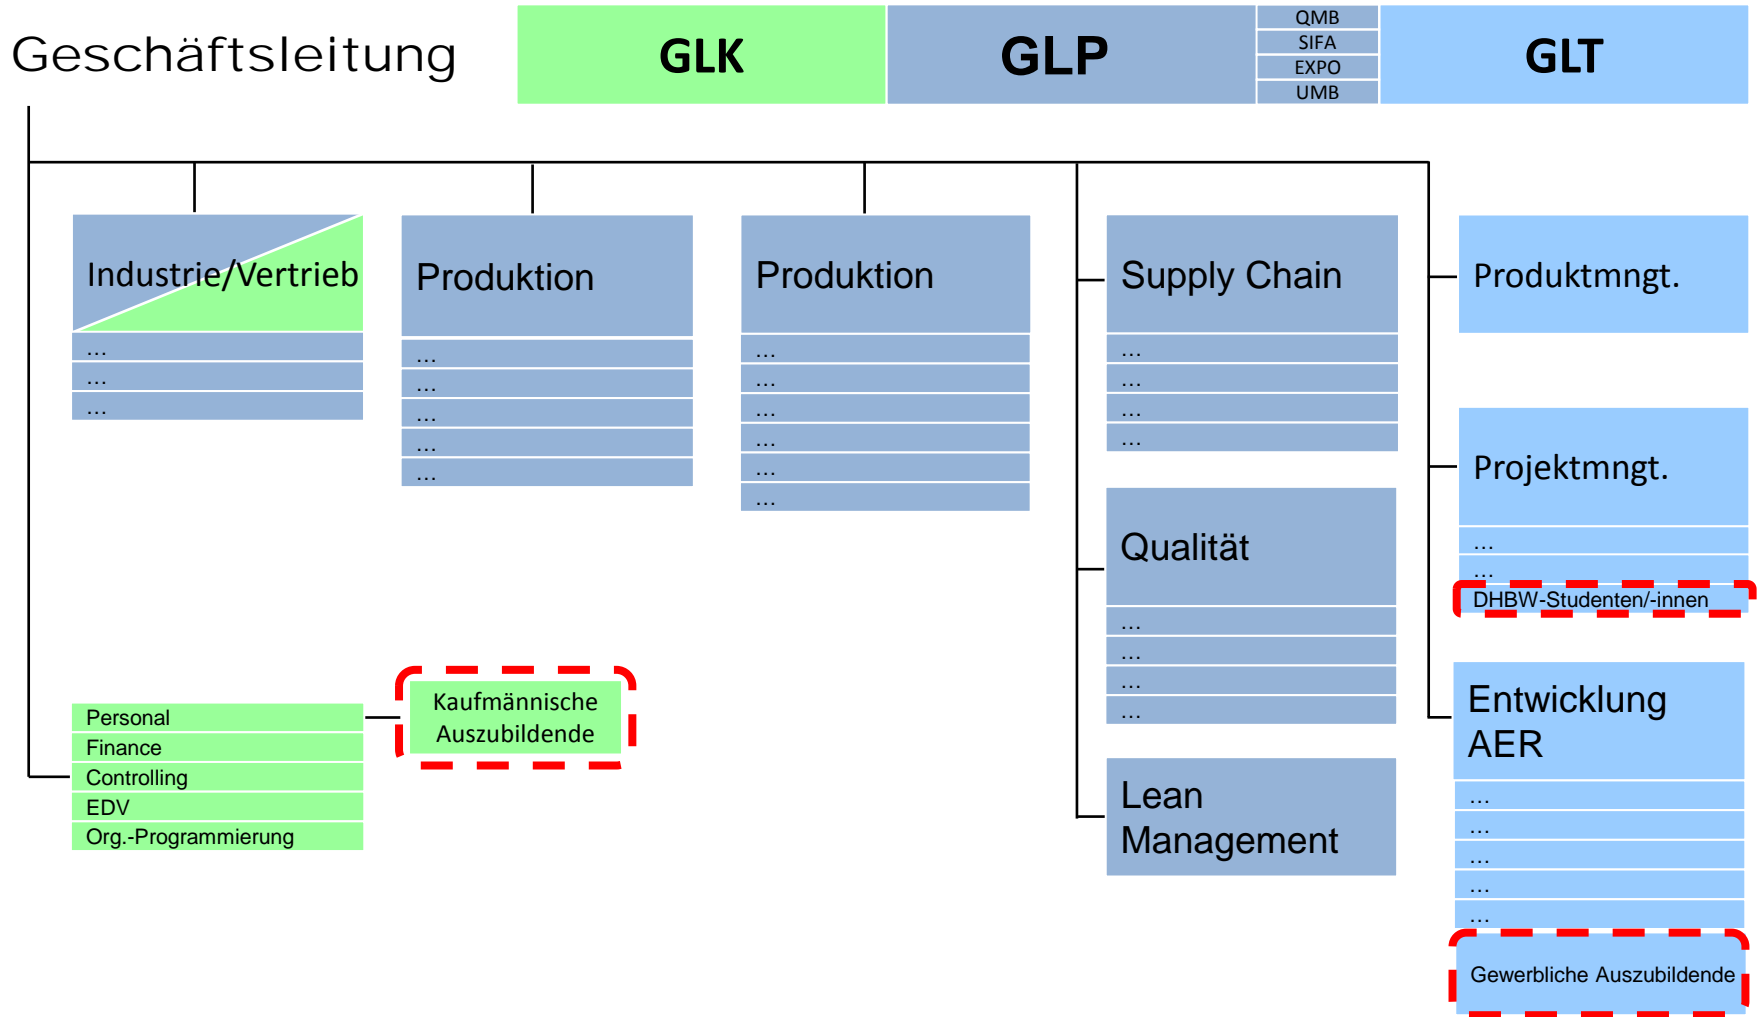 Geschäftsleitung
GLK
GLP
QMB
SIFA
EXPO
UMB
GLT
Industrie/Vertrieb
...
...
...
Produktion
...
...
...
...
...
Produktion
...
...
...
...
...
...
Supply Chain
...
...
...
...
Qualität
...
...
...
...
Lean
Management
Produktmngt.
Projektmngt.
...
...
DHBW-Studenten/-innen
Entwicklung
AER
...
...
...
...
...
Gewerbliche Auszubildende
Personal
Finance
Controlling
EDV
Org.-Programmierung
Kaufmännische
Auszubildende